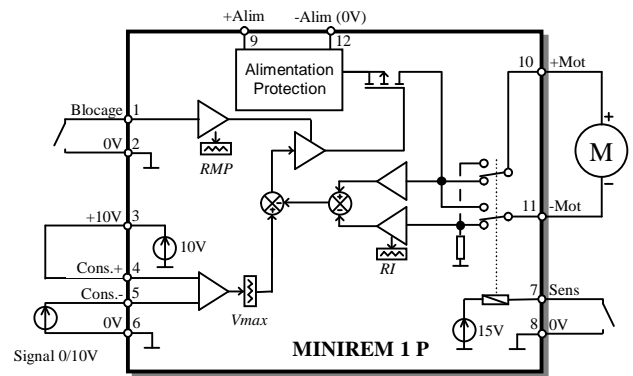 +Alim -Alim (0V)
9 12
Alimentation
Protection
10 +Mot
Blocage 1
0V 2
RMP
+
M
−
+10V 3
10V
11 -Mot
Cons.+ 4
Cons.- 5
RI
Vmax
0V 6
7 Sens
15V
8 0V
Signal 0/10V
MINIREM 1 P